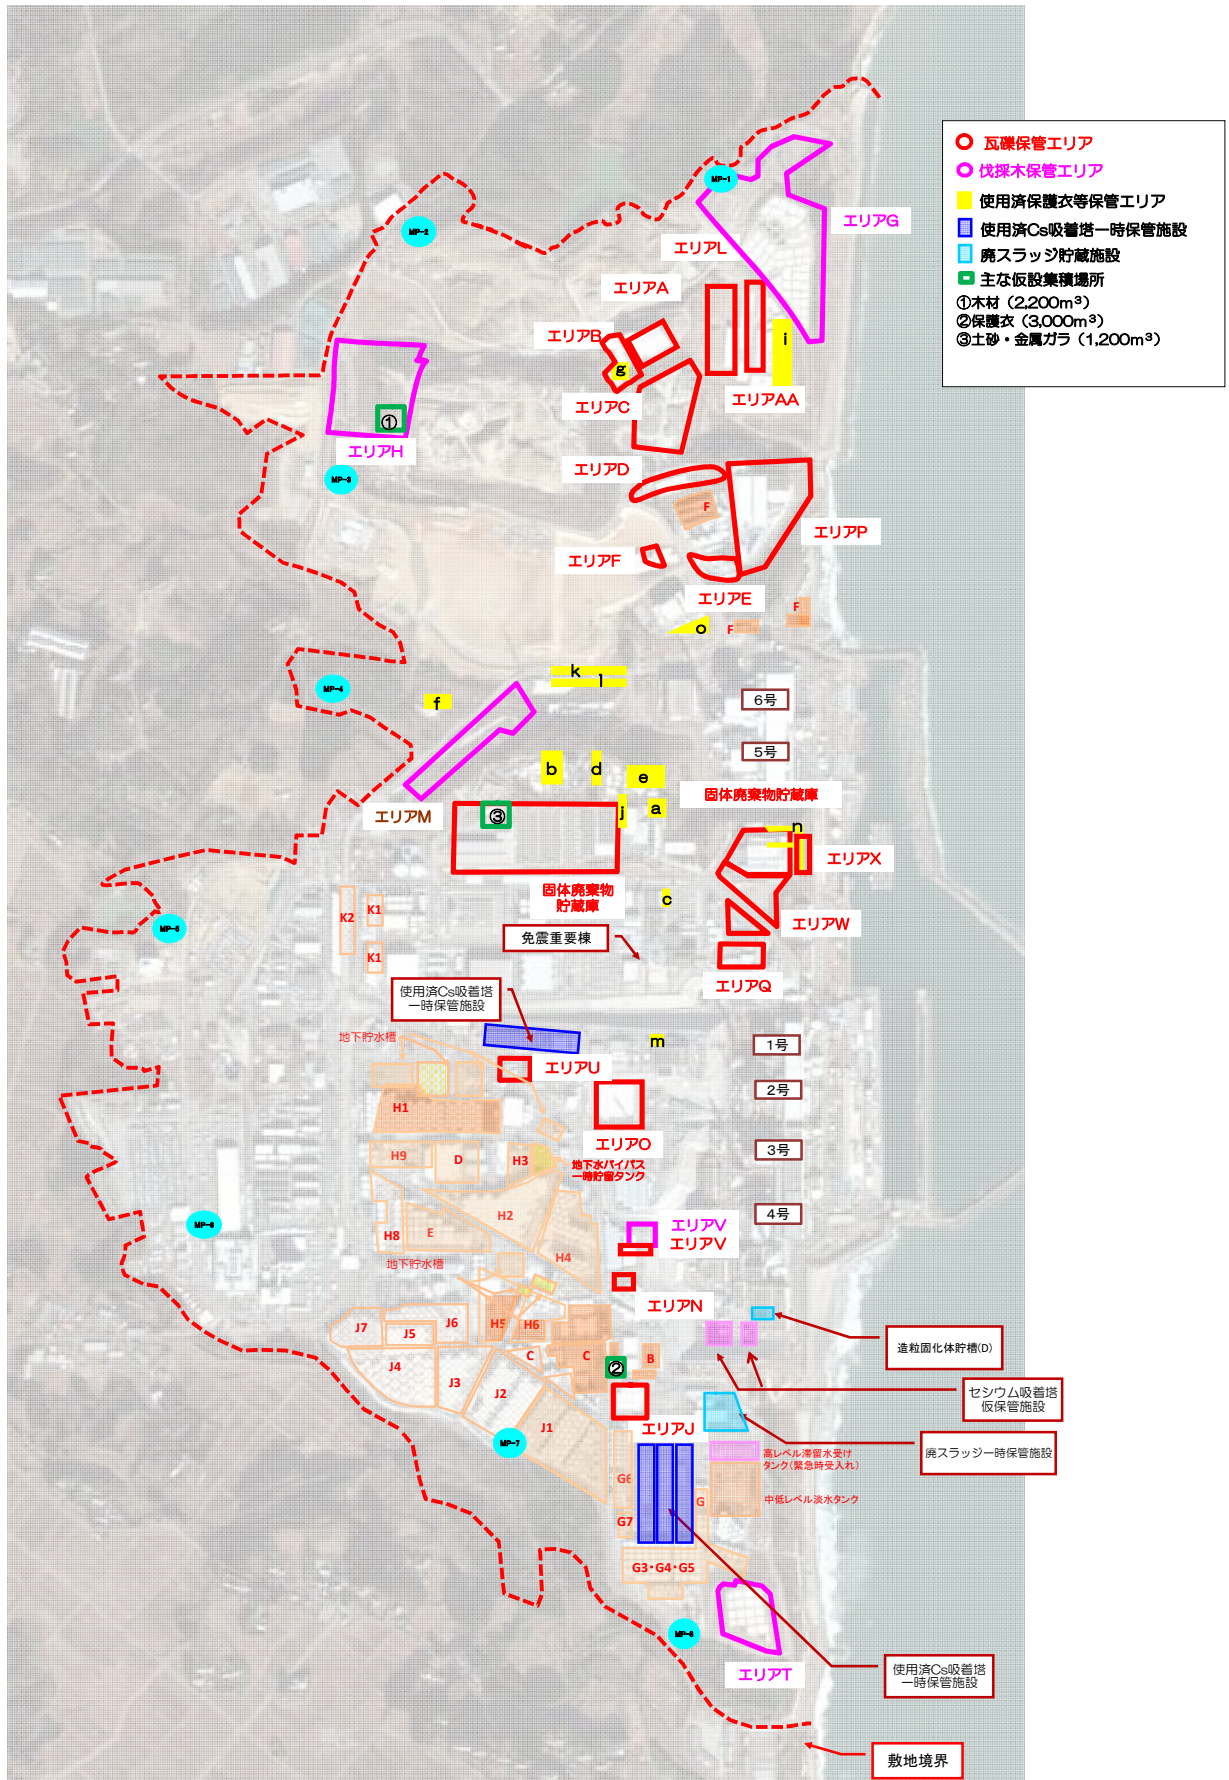 瓦礫保管エリア
伐採木保管エリア
使用済保護衣等保管エリア
使用済Cs吸着塔一時保管施設
廃スラッジ貯蔵施設
主な仮設集積場所
①木材（2,200m³）
②保護衣（3,000m³）
③土砂・金属ガラ（1,200m³）
MP-1
エリアG
MP-2
エリアL
エリアA
エリアB
i
g
エリアC
エリアAA
①
エリアH
エリアD
MP-3
F
エリアP
エリアF
エリアE
F
o
F
k
l
MP-4
f
6号
5号
b
d
e
固体廃棄物貯蔵庫
j
a
③
エリアM
n
エリアX
固体廃棄物
貯蔵庫
c
K2
K1
エリアW
MP-5
免震重要棟
K1
エリアQ
使用済Cs吸着塔
一時保管施設
地下貯水槽
m
1号
エリアU
2号
H1
エリアO
3号
H9
D
H3
地下水バイパス
一時貯留タンク
H2
4号
MP-6
エリアV
H8
E
エリアV
H4
地下貯水槽
エリアN
J7
J5
J6
H5
H6
造粒固化体貯槽(D)
J4
C
C
B
②
J3
J2
セシウム吸着塔
仮保管施設
J1
エリアJ
MP-7
廃スラッジ一時保管施設
高レベル滞留水受け
タンク(緊急時受入れ)
G6
G
中低レベル淡水タンク
G7
G3・G4・G5
MP-8
エリアT
使用済Cs吸着塔
一時保管施設
敷地境界